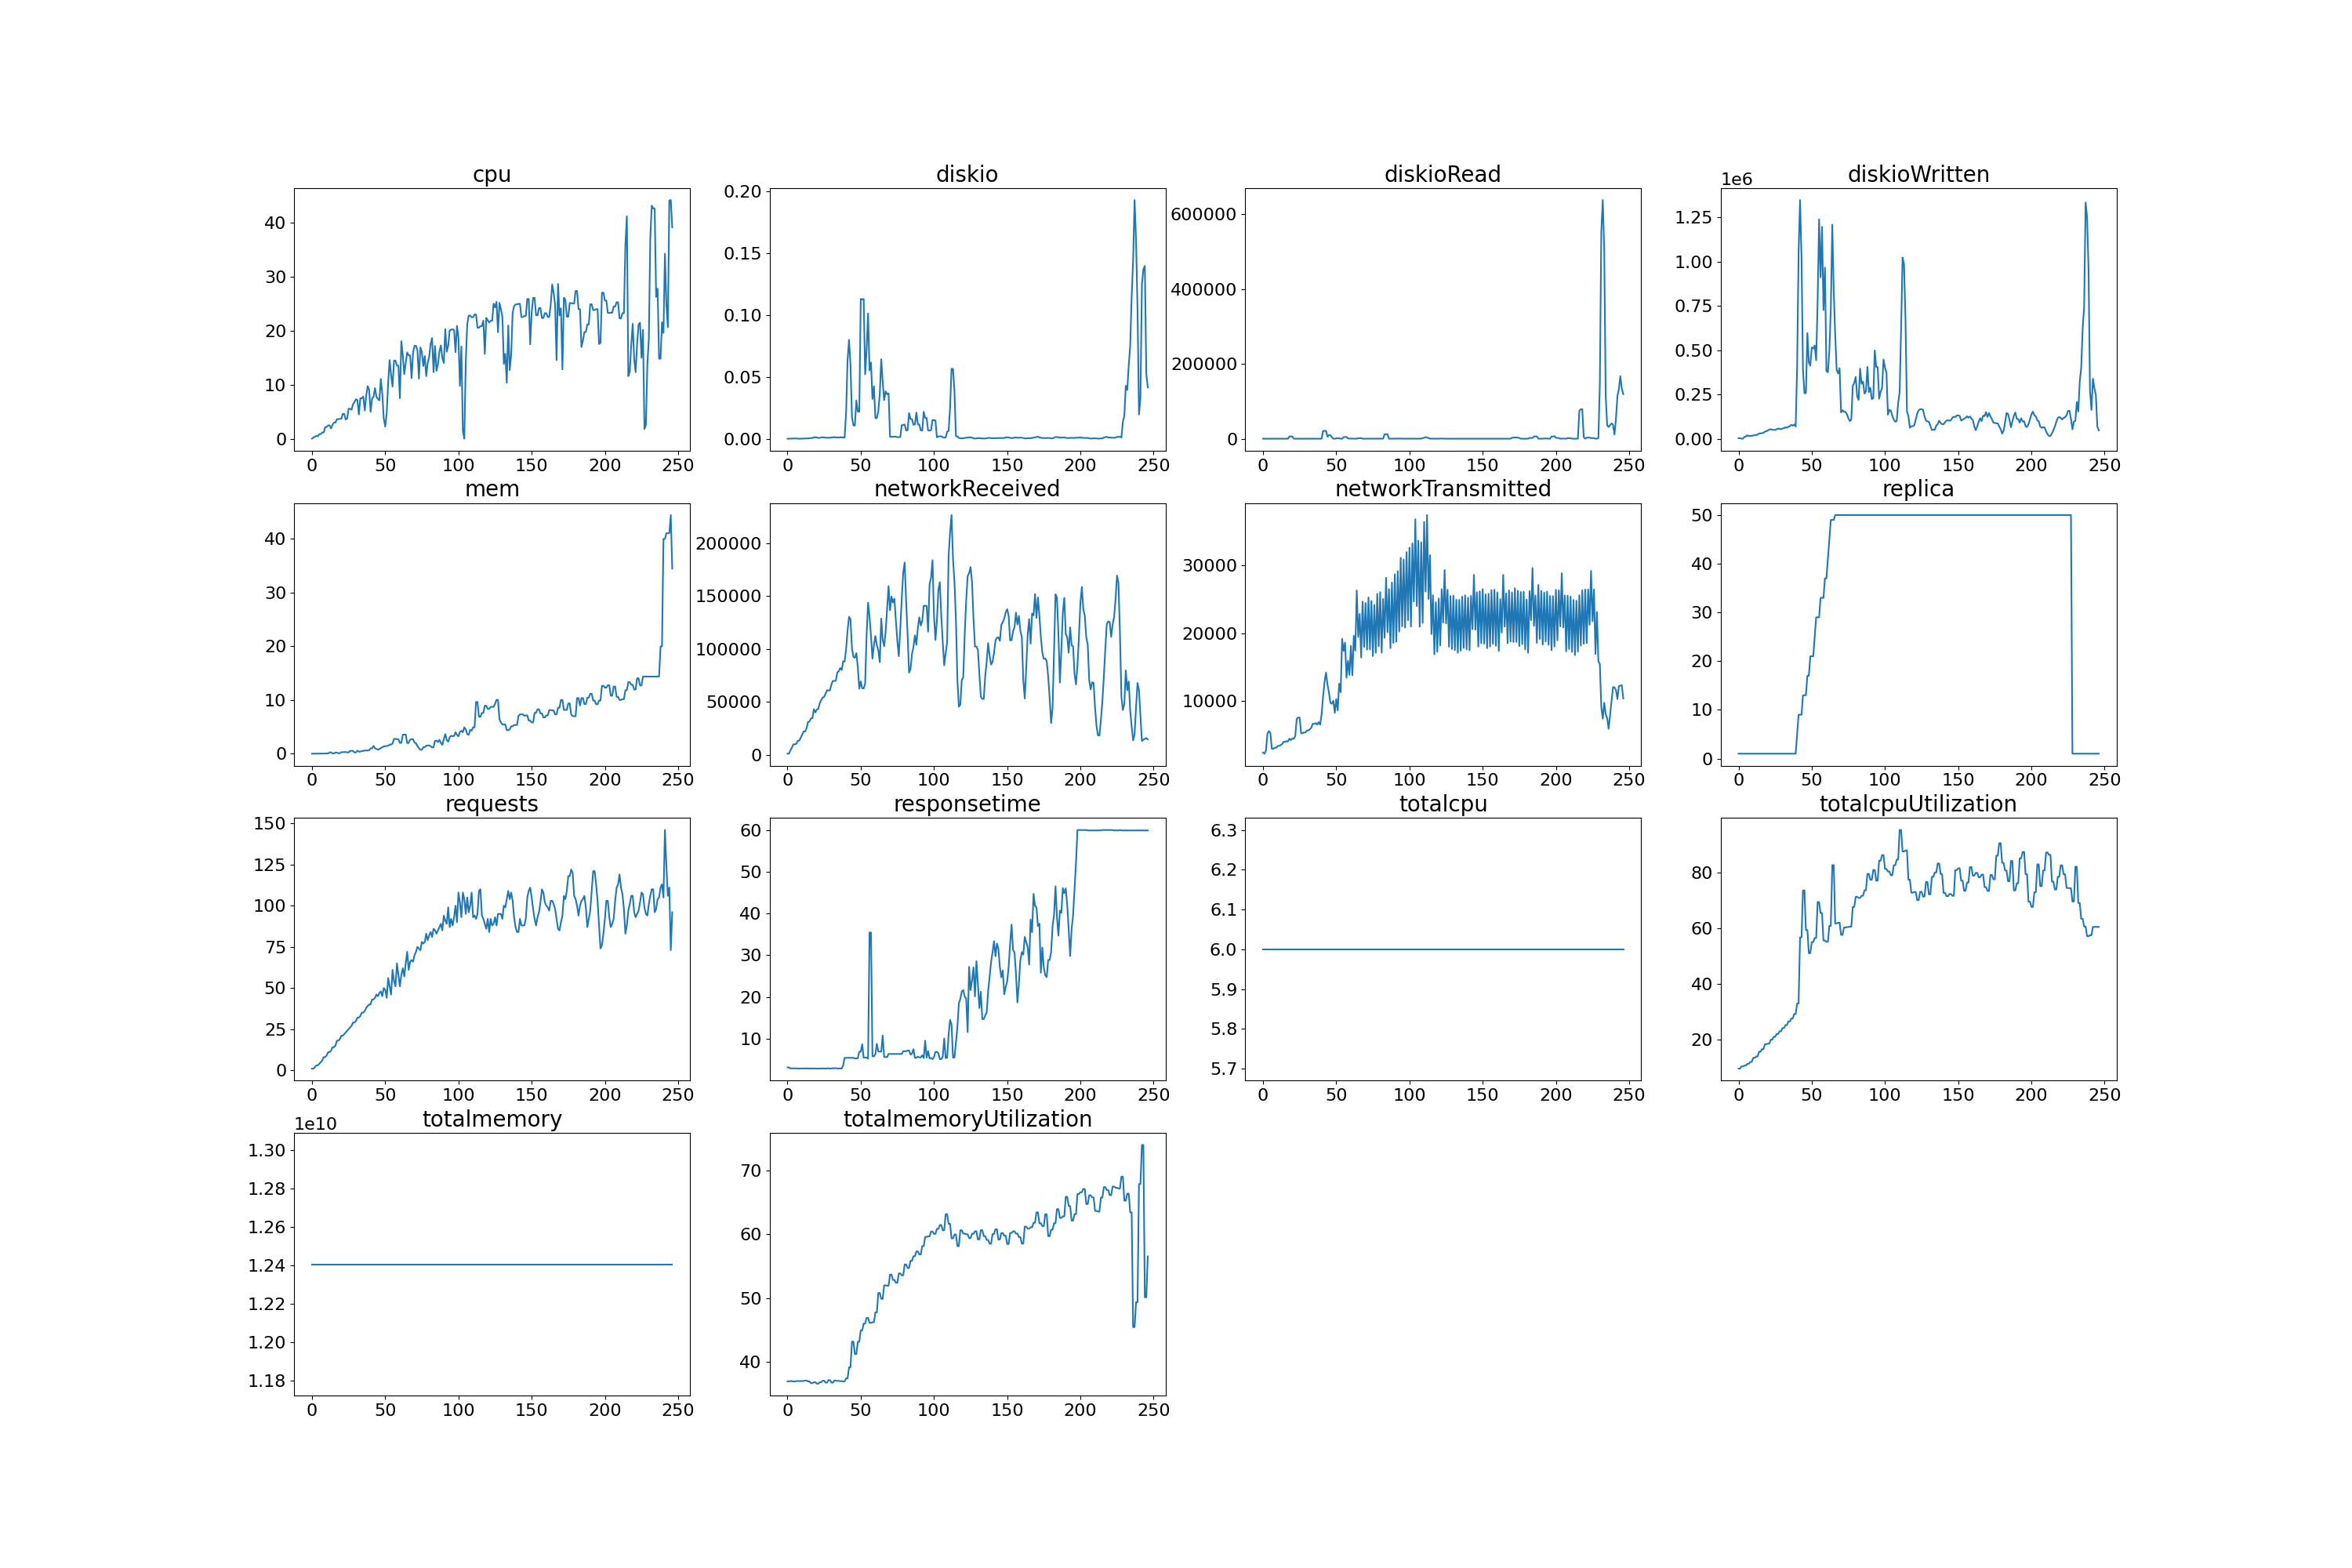 cpu
diskio
diskioRead
diskioWritten
1e6
40
30
20
10
0
0 50 100 150 200 250
0.20
0.15
0.10
0.05
0.00
0 50 100 150 200 250
600000
400000
200000
0
0 50 100 150 200 250
1.25
1.00
0.75
0.50
0.25
0.00
0 50 100 150 200 250
mem
networkReceived
networkTransmitted
replica
40
30
20
10
0
0 50 100 150 200 250
200000
150000
100000
50000
0
0 50 100 150 200 250
30000
20000
10000
0 50 100 150 200 250
50
40
30
20
10
0
0 50 100 150 200 250
requests
responsetime
totalcpu
totalcpuUtilization
150
125
100
75
50
25
0
0 50 100 150 200 250
60
50
40
30
20
10
0 50 100 150 200 250
6.3
6.2
6.1
6.0
5.9
5.8
5.7
0 50 100 150 200 250
80
60
40
20
0 50 100 150 200 250
totalmemory
totalmemoryUtilization
1e10
1.30
1.28
1.26
1.24
1.22
1.20
1.18
0 50 100 150 200 250
70
60
50
40
0 50 100 150 200 250